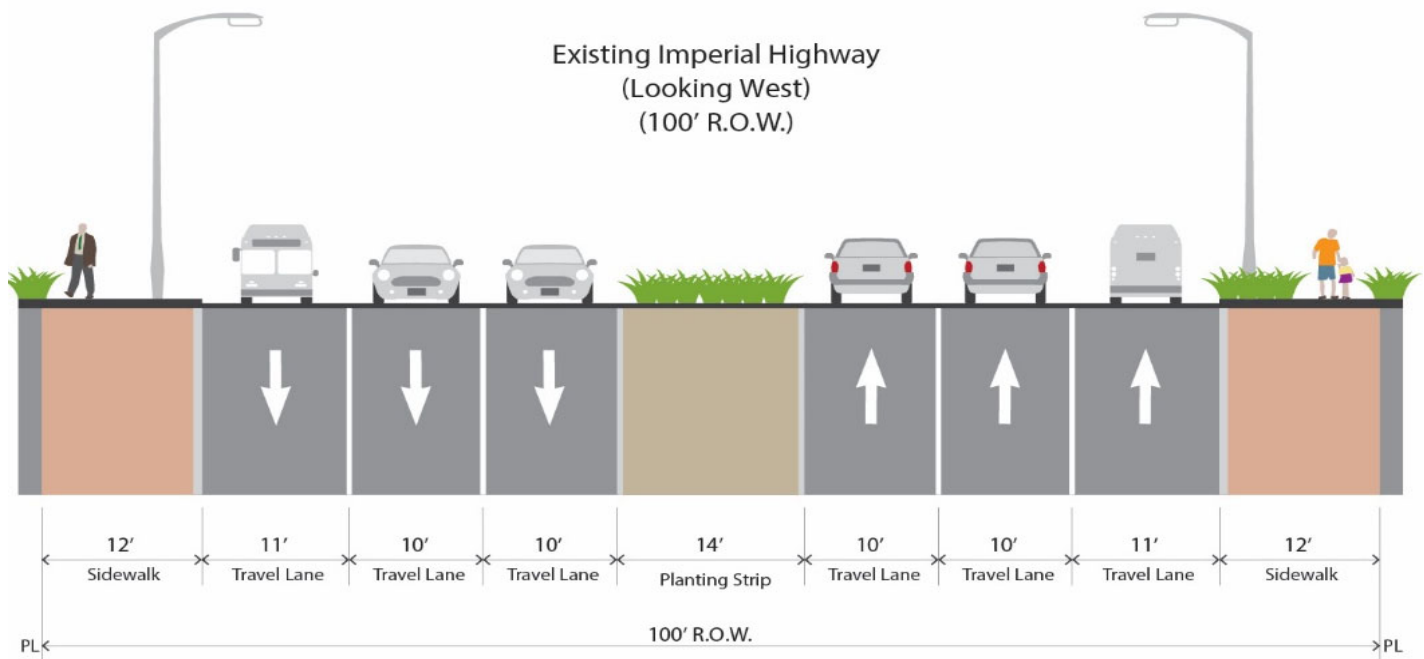 Existing Imperial Highway
(Looking West)
(100′ R.O.W.)
12′ 11′ 10′ 10′ 14′ 10′ 10′ 11′ 12′
Sidewalk Travel Lane Travel Lane Travel Lane Planting Strip Travel Lane Travel Lane Travel Lane Sidewalk
PL 100′ R.O.W. PL